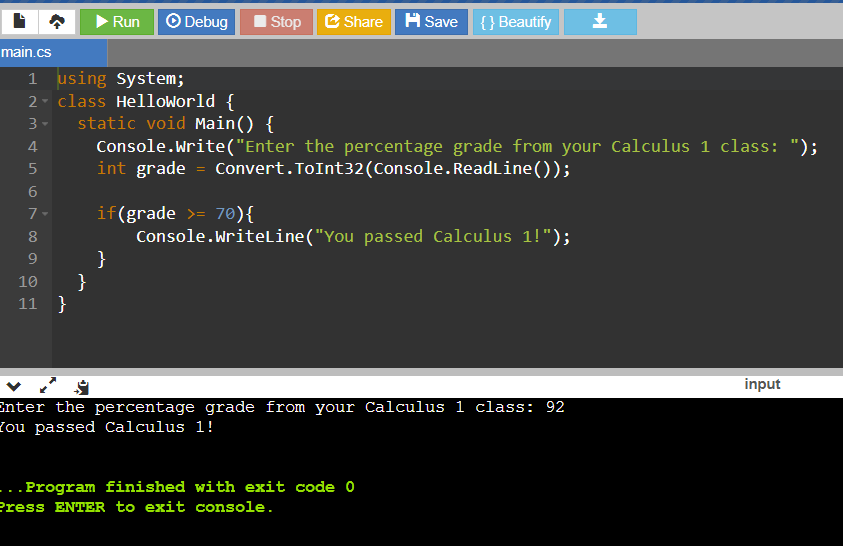 Run Debug Stop Share Save { } Beautify
main.cs
1 using System;
2 class HelloWorld {
3 static void Main() {
4 Console.Write("Enter the percentage grade from your Calculus 1 class: ");
5 int grade = Convert.ToInt32(Console.ReadLine());
6
7 if(grade >= 70){
8 Console.WriteLine("You passed Calculus 1!");
9 }
10 }
11 }
input
Enter the percentage grade from your Calculus 1 class: 92
You passed Calculus 1!
...Program finished with exit code 0
Press ENTER to exit console.